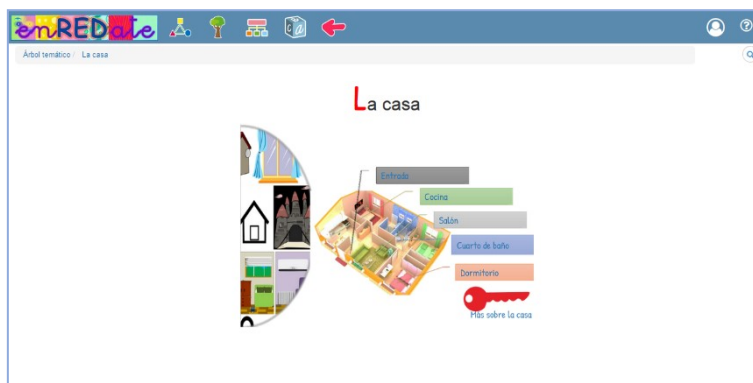 enREDate
Árbol temático / La casa
La casa
Entrada
Cocina
Salón
Cuarto de baño
Dormitorio
Más sobre la casa